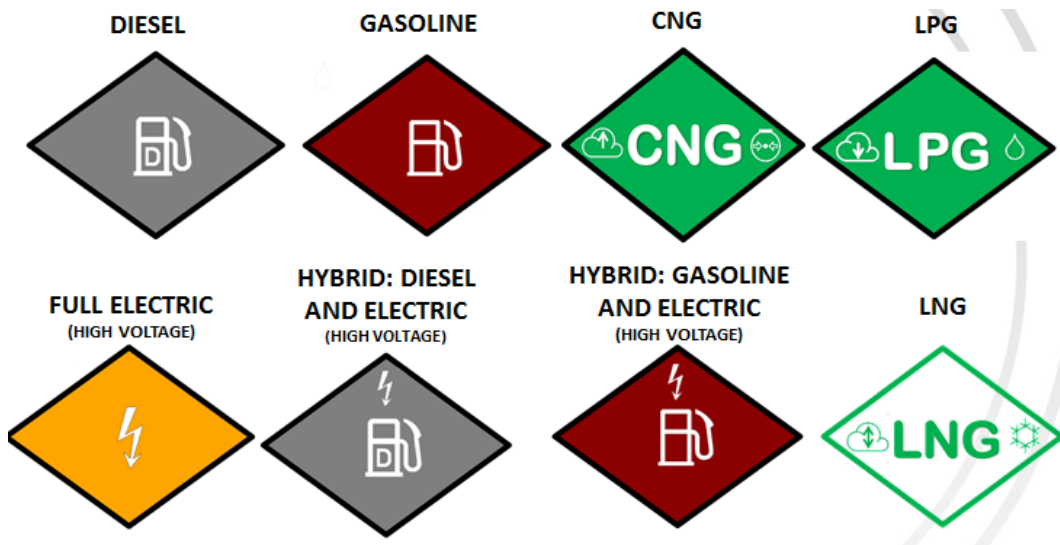 DIESEL
GASOLINE
CNG
LPG
D
CNG
LPG
FULL ELECTRIC
(HIGH VOLTAGE)
HYBRID: DIESEL
AND ELECTRIC
(HIGH VOLTAGE)
HYBRID: GASOLINE
AND ELECTRIC
(HIGH VOLTAGE)
LNG
D
LNG